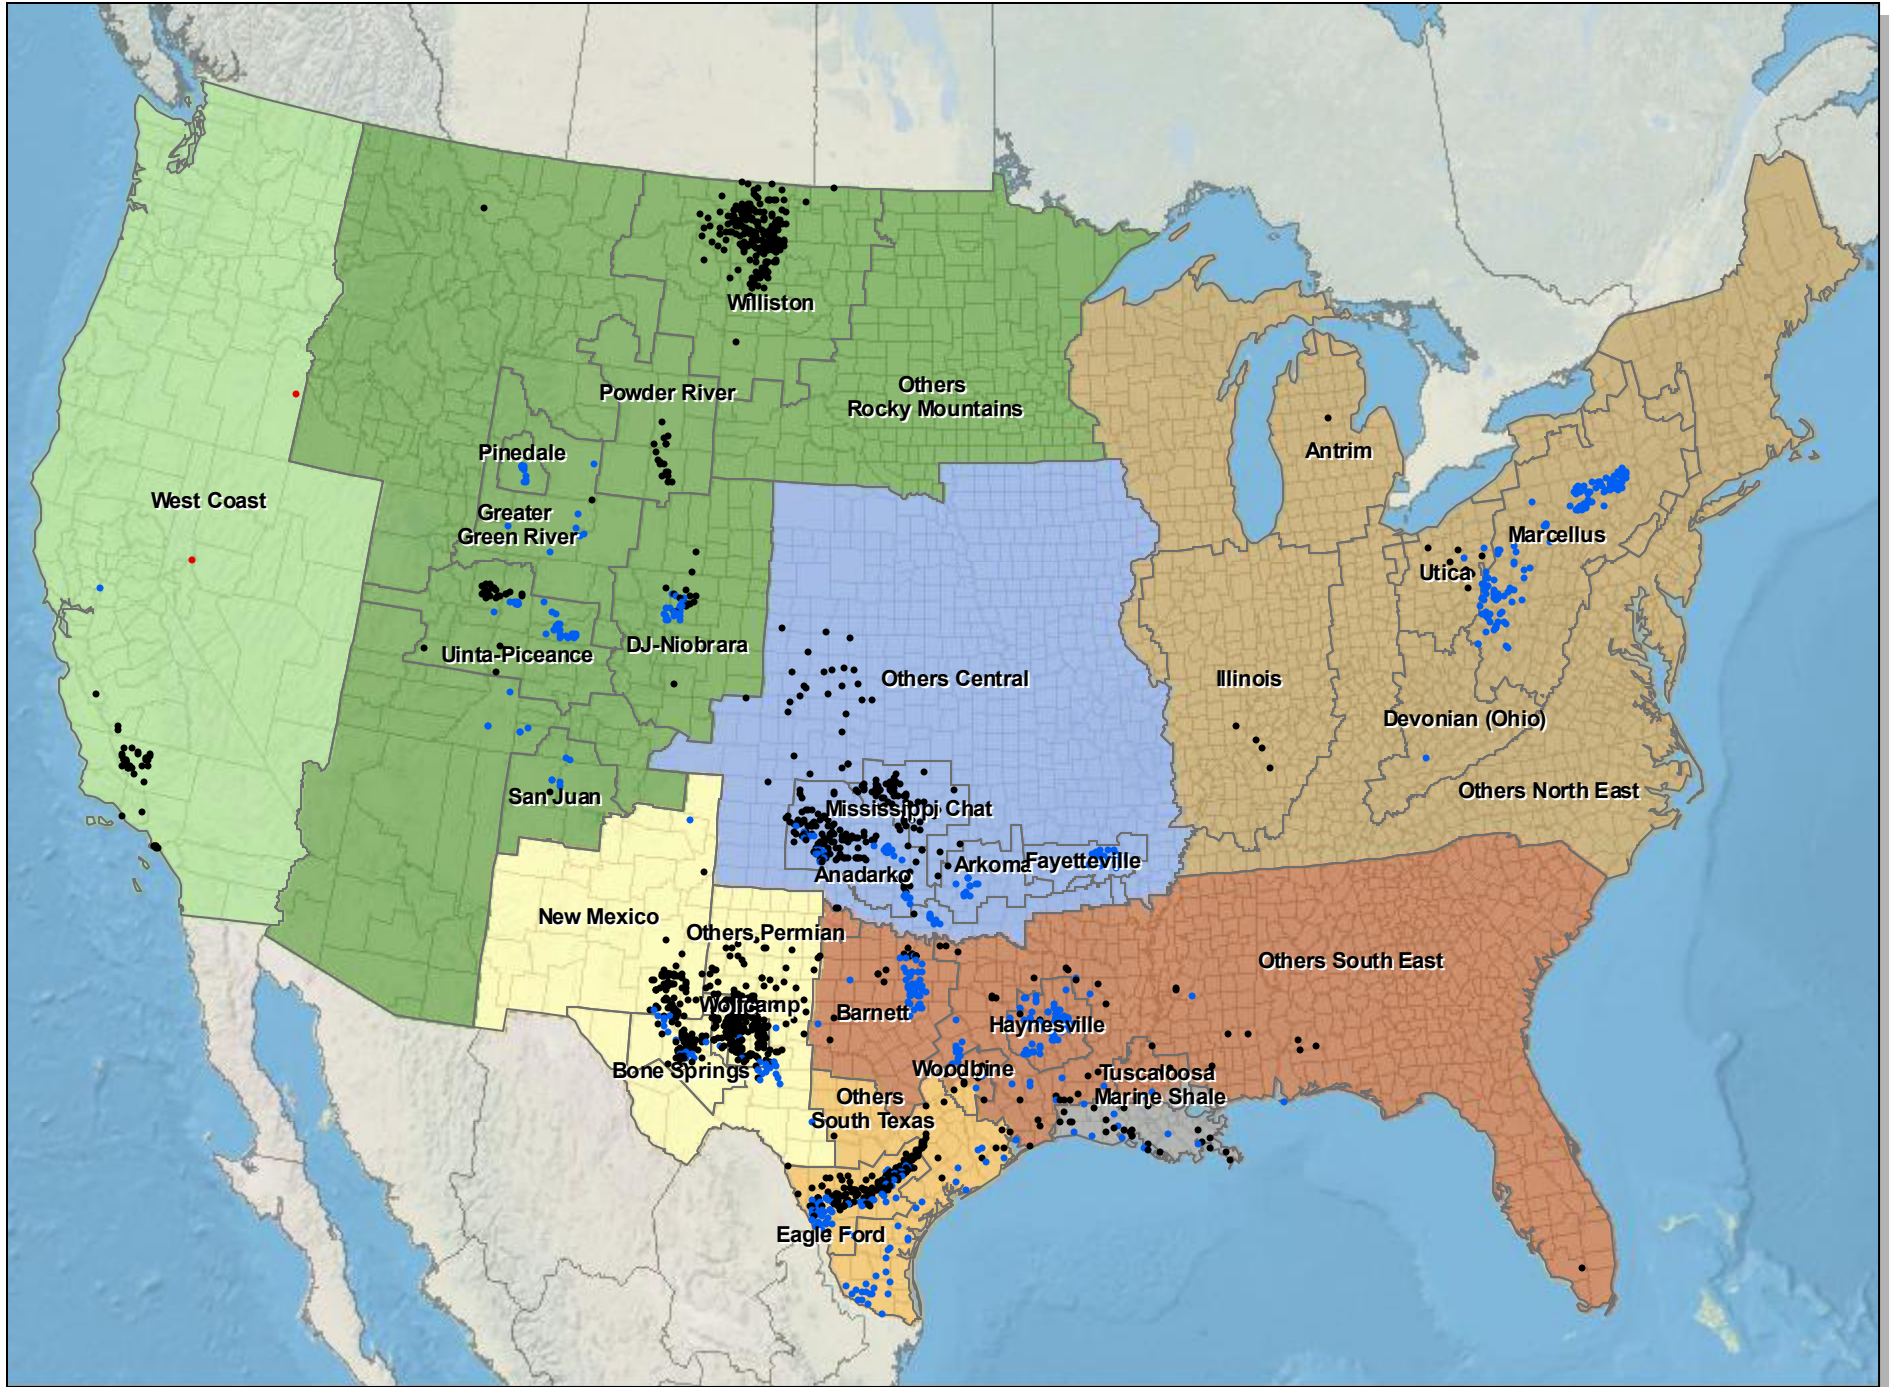 Williston
Powder River
Others
Rocky Mountains
Pinedale
Antrim
West Coast
Greater
Green River
Marcellus
Utica
Uinta-Piceance
DJ-Niobrara
Others Central
Illinois
Devonian (Ohio)
San Juan
Others North East
Mississippi Chat
Anadarko
Arkoma
Fayetteville
New Mexico
Others Permian
Others South East
Wolfcamp
Barnett
Haynesville
Bone Springs
Woodbine
Tuscaloosa
Marine Shale
Others
South Texas
Eagle Ford